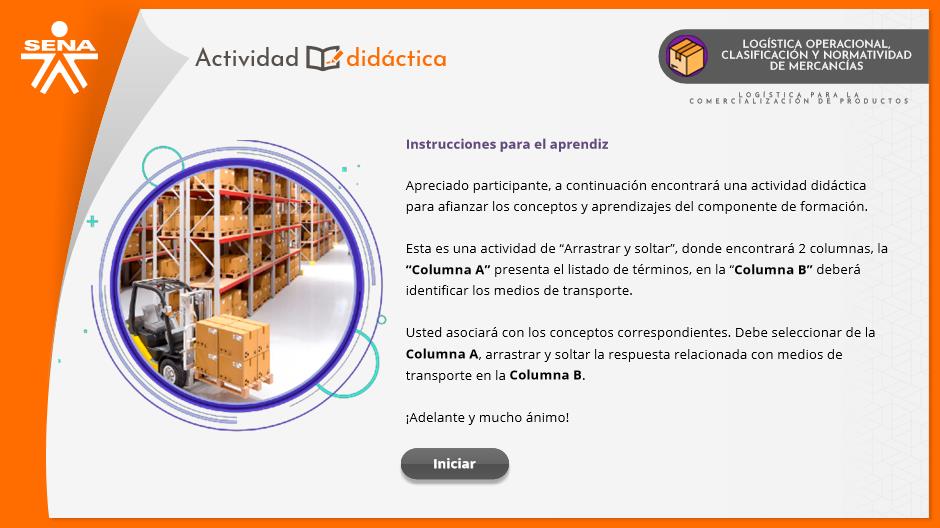 SENA
Actividad didáctica
LOGÍSTICA OPERACIONAL,
CLASIFICACIÓN Y NORMATIVIDAD
DE MERCANCÍAS
LOGÍSTICA PARA LA
COMERCIALIZACIÓN DE PRODUCTOS
Instrucciones para el aprendiz
Apreciado participante, a continuación encontrará una actividad didáctica
para afianzar los conceptos y aprendizajes del componente de formación.
Esta es una actividad de “Arrastrar y soltar”, donde encontrará 2 columnas, la
“Columna A” presenta el listado de términos, en la “Columna B” deberá
identificar los medios de transporte.
Usted asociará con los conceptos correspondientes. Debe seleccionar de la
Columna A, arrastrar y soltar la respuesta relacionada con medios de
transporte en la Columna B.
¡Adelante y mucho ánimo!
Iniciar